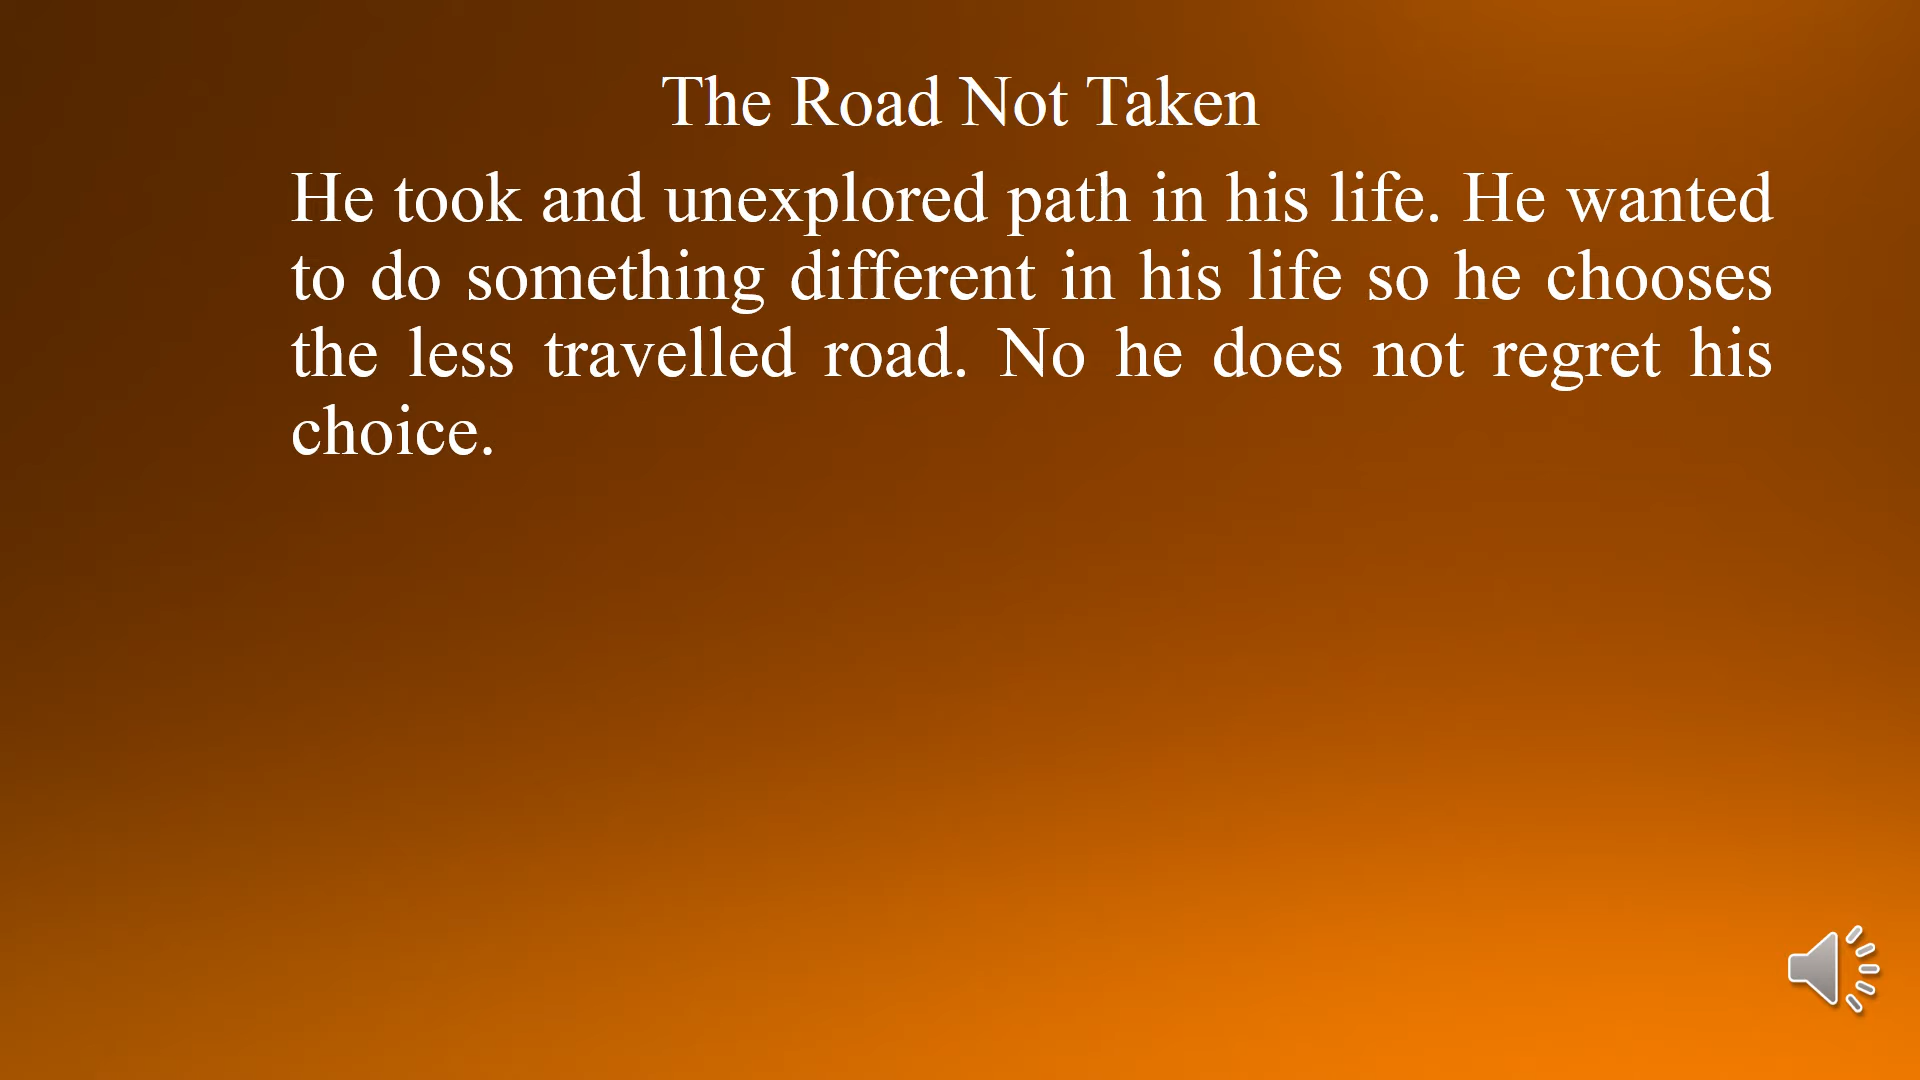 The Road Not Taken
He took and unexplored path in his life. He wanted
to do something different in his life so he chooses
the less travelled road. No he does not regret his
choice.